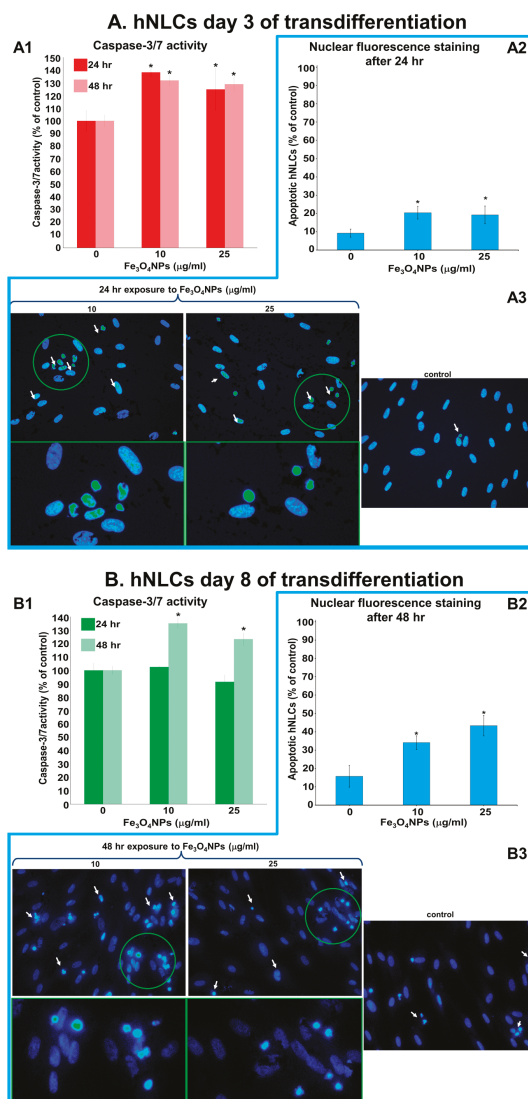 A. hNLCs day 3 of transdifferentiation
A1
Caspase-3/7 activity
24 hr
48 hr
Caspase-3/7activity (% of control)
150
140
130
120
110
100
90
80
70
60
50
40
30
20
10
0
* * * *
0 10 25
Fe₃O₄NPs (μg/ml)
A2
Nuclear fluorescence staining
after 24 hr
Apoptotic hNLCs (% of control)
100
90
80
70
60
50
40
30
20
10
0
* *
0 10 25
Fe₃O₄NPs (μg/ml)
A3
24 hr exposure to Fe₃O₄NPs (μg/ml)
10 25
control
B. hNLCs day 8 of transdifferentiation
B1
Caspase-3/7 activity
24 hr
48 hr
Caspase-3/7activity (% of control)
140
130
120
110
100
90
80
70
60
50
40
30
20
10
0
* *
0 10 25
Fe₃O₄NPs (μg/ml)
B2
Nuclear fluorescence staining
after 48 hr
Apoptotic hNLCs (% of control)
100
90
80
70
60
50
40
30
20
10
0
* *
0 10 25
Fe₃O₄NPs (μg/ml)
B3
48 hr exposure to Fe₃O₄NPs (μg/ml)
10 25
control